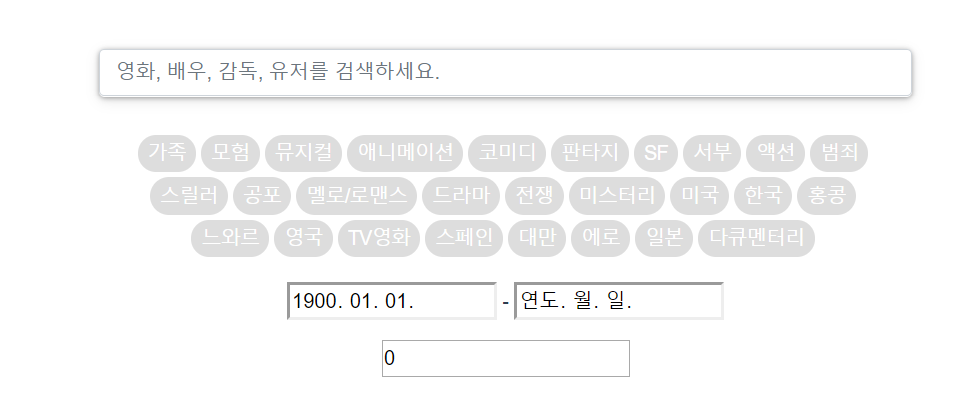 영화, 배우, 감독, 유저를 검색하세요.
가족 모험 뮤지컬 애니메이션 코미디 판타지 SF 서부 액션 범죄
스릴러 공포 멜로/로맨스 드라마 전쟁 미스터리 미국 한국 홍콩
느와르 영국 TV영화 스페인 대만 에로 일본 다큐멘터리
1900. 01. 01. - 연도. 월. 일.
0